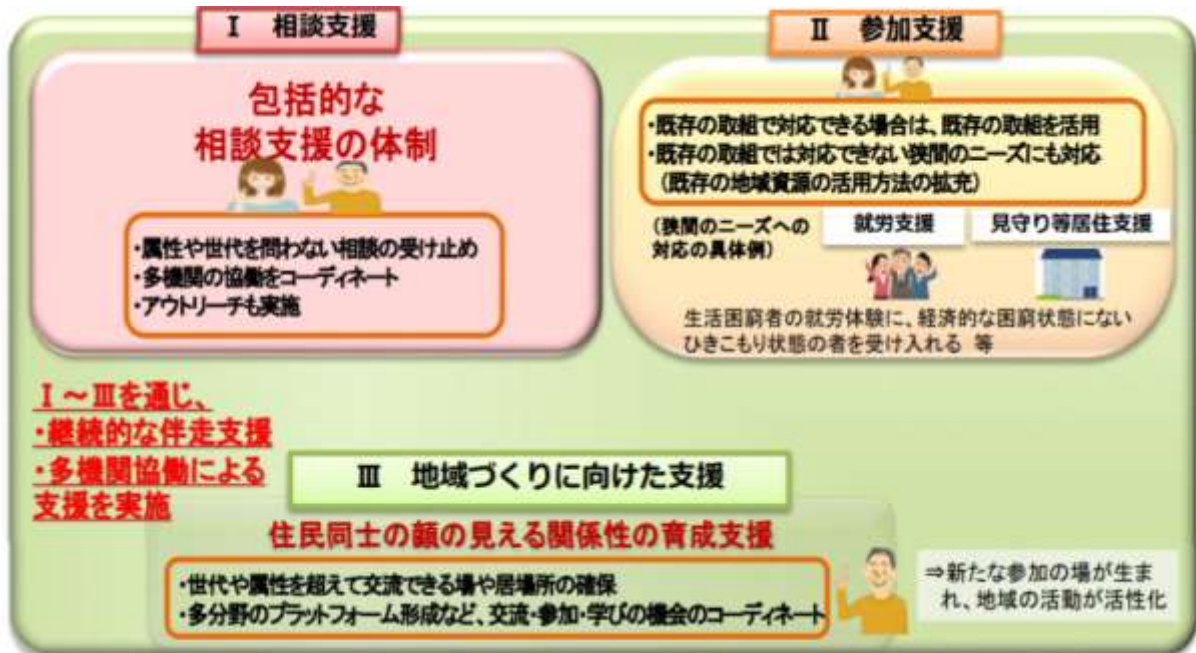 Ⅰ 相談支援
包括的な
相談支援の体制
・属性や世代を問わない相談の受け止め
・多機関の協働をコーディネート
・アウトリーチも実施
Ⅱ 参加支援
・既存の取組で対応できる場合は、既存の取組を活用
・既存の取組では対応できない狭間のニーズにも対応
（既存の地域資源の活用方法の拡充）
（狭間のニーズへの
対応の具体例）
就労支援
見守り等居住支援
生活困窮者の就労体験に、経済的な困窮状態にない
ひきこもり状態の者を受け入れる 等
Ⅰ～Ⅲを通じ、
・継続的な伴走支援
・多機関協働による
支援を実施
Ⅲ 地域づくりに向けた支援
住民同士の顔の見える関係性の育成支援
・世代や属性を超えて交流できる場や居場所の確保
・多分野のプラットフォーム形成など、交流・参加・学びの機会のコーディネート
⇒新たな参加の場が生ま
れ、地域の活動が活性化